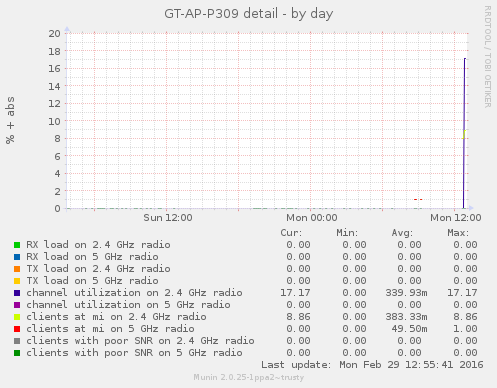 GT-AP-P309 detail - by day
RRDTOOL / TOBI OETIKER
% + abs
20
18
16
14
12
10
8
6
4
2
0
Sun 12:00 Mon 00:00 Mon 12:00
Cur: Min: Avg: Max:
RX load on 2.4 GHz radio 0.00 0.00 0.00 0.00
RX load on 5 GHz radio 0.00 0.00 0.00 0.00
TX load on 2.4 GHz radio 0.00 0.00 0.00 0.00
TX load on 5 GHz radio 0.00 0.00 0.00 0.00
channel utilization on 2.4 GHz radio 17.17 0.00 339.93m 17.17
channel utilization on 5 GHz radio 0.00 0.00 0.00 0.00
clients at mi on 2.4 GHz radio 8.86 0.00 383.33m 8.86
clients at mi on 5 GHz radio 0.00 0.00 49.50m 1.00
clients with poor SNR on 2.4 GHz radio 0.00 0.00 0.00 0.00
clients with poor SNR on 5 GHz radio 0.00 0.00 0.00 0.00
Last update: Mon Feb 29 12:55:41 2016
Munin 2.0.25-1ppa2~trusty